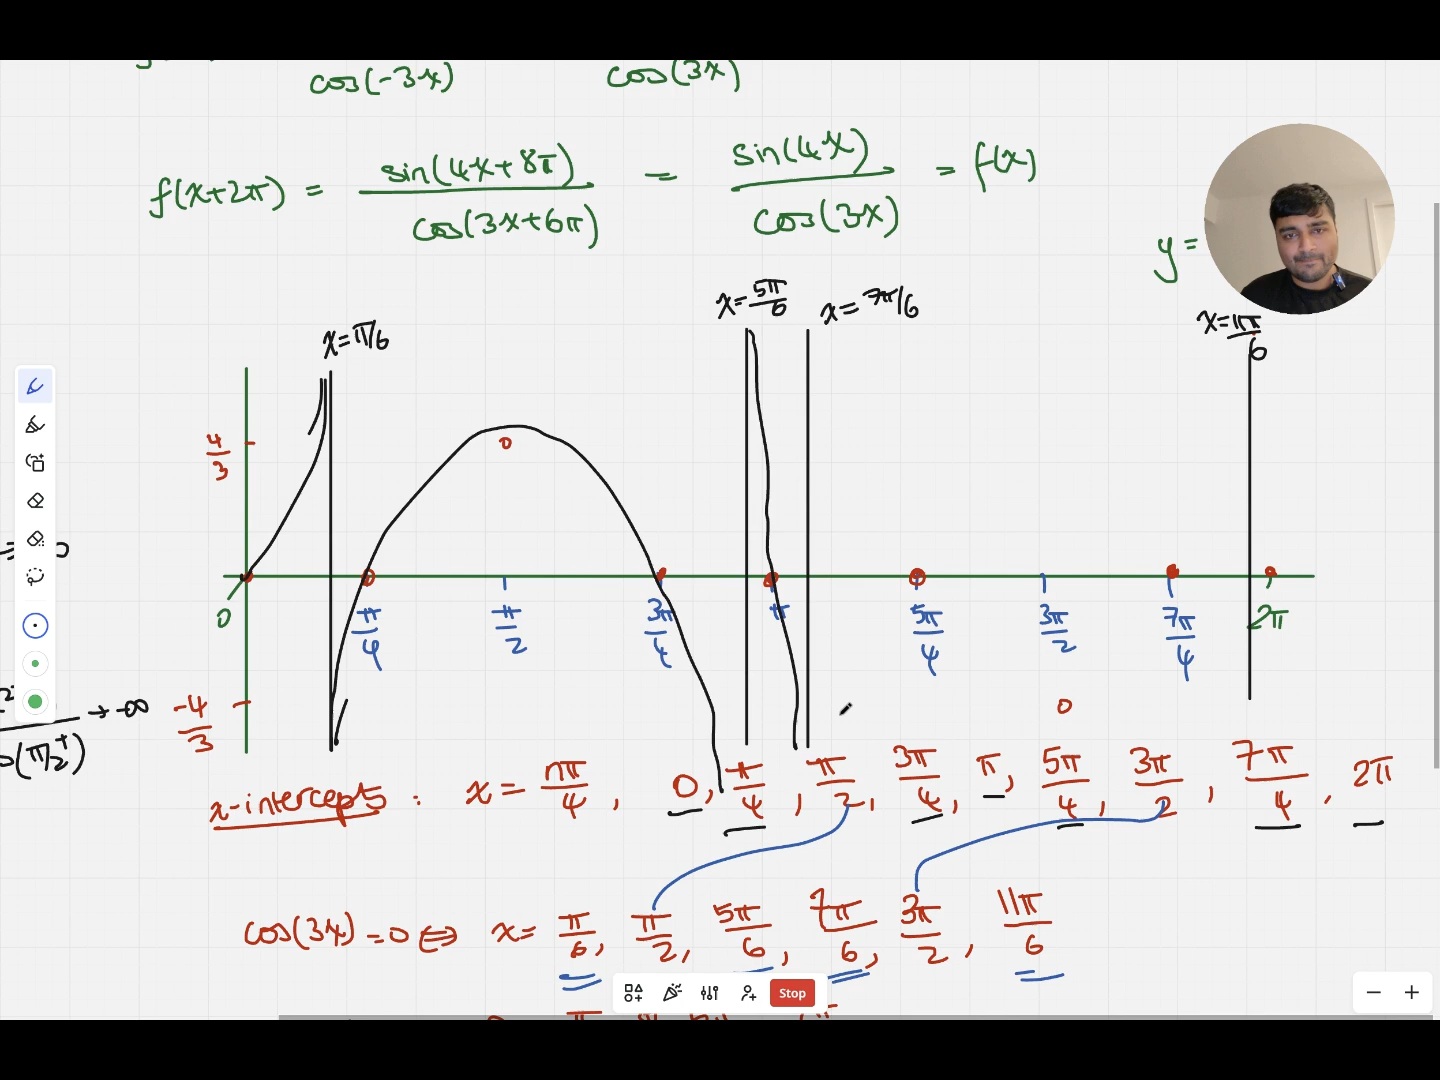 cos(-3x) cos(3x)
f(x+2π) = sin(4x+8π) / cos(3x+6π) = sin(4x) / cos(3x) = f(x)
y =
x=π/6 x=5π/6 x=7π/6 x=11π/6
4/3
0 π/4 π/2 3π/4 π 5π/4 3π/2 7π/4 2π
-4/3
→ -∞
(π/2⁺)
x-intercepts : x = nπ/4, 0, π/4, π/2, 3π/4, π, 5π/4, 3π/2, 7π/4, 2π
cos(3x) = 0 ⇔ x = π/6, π/2, 5π/6, 7π/6, 3π/2, 11π/6
Stop